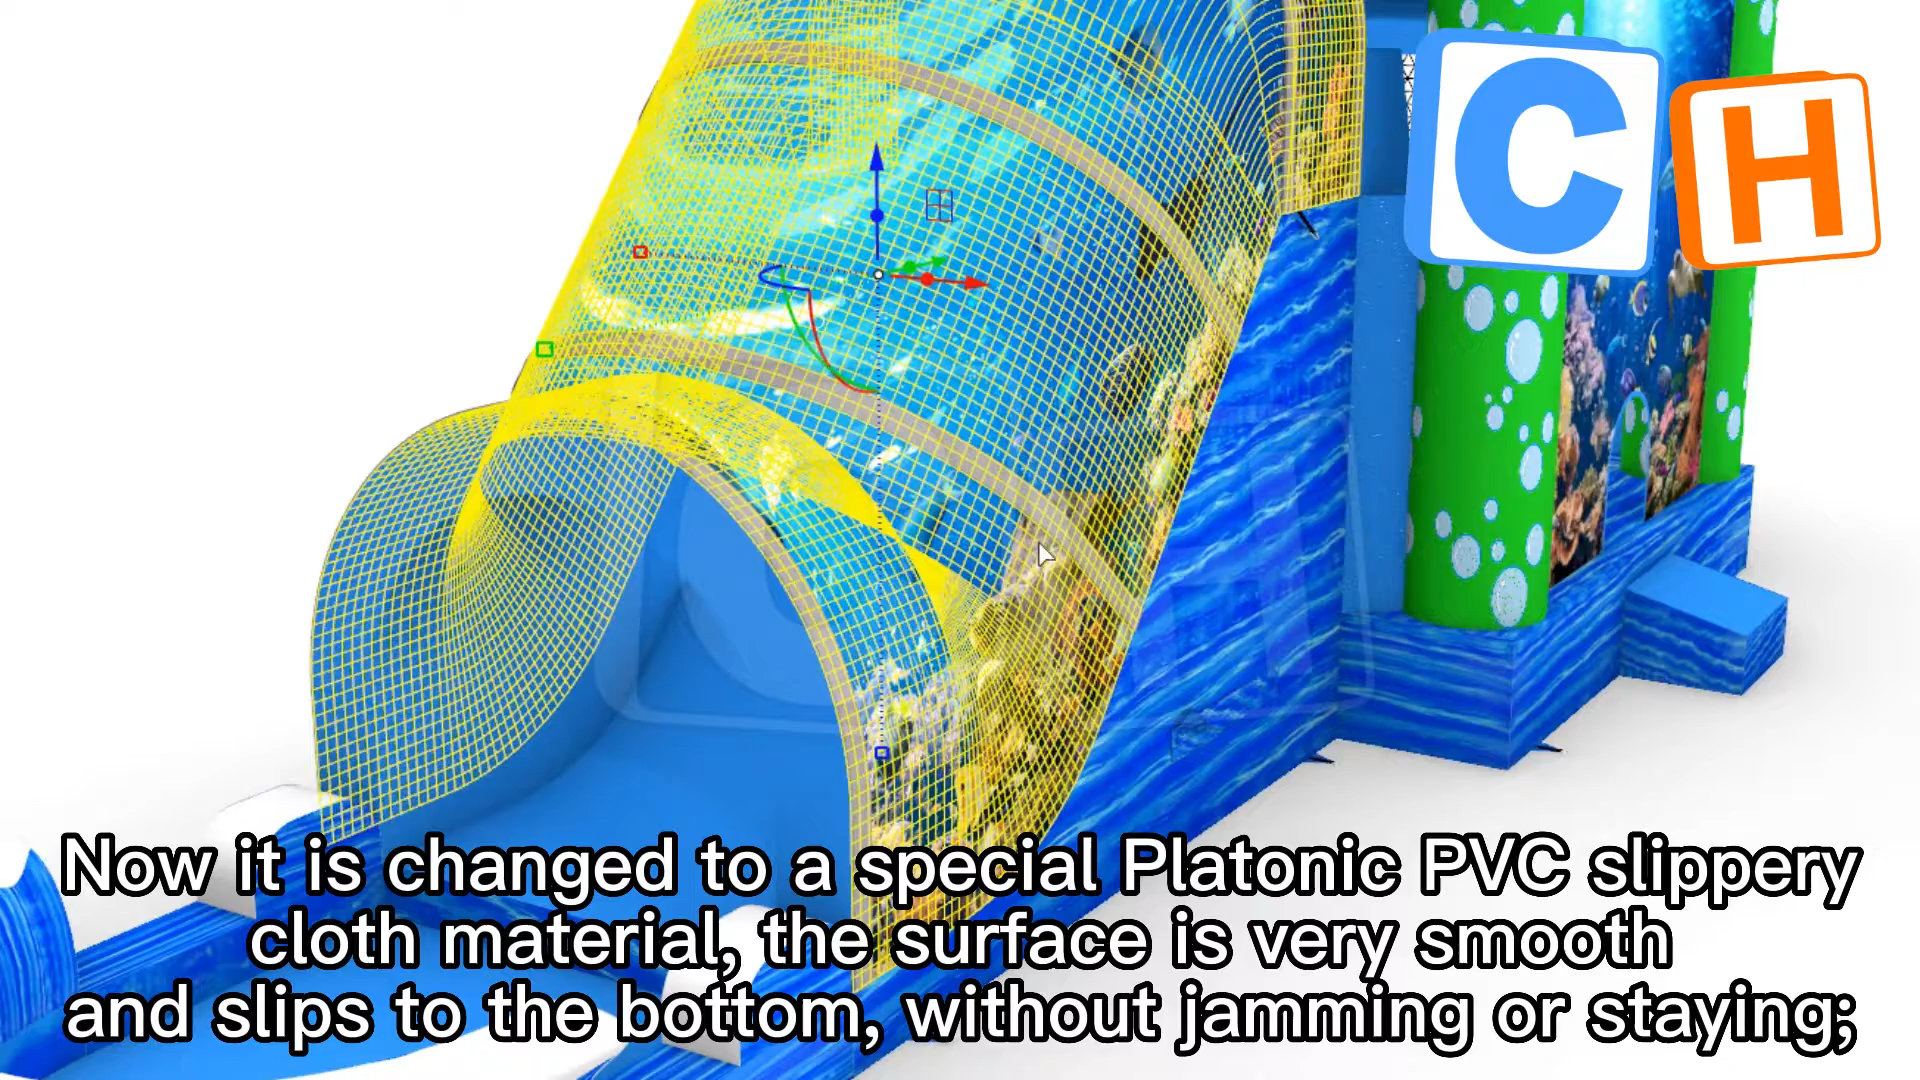 CH
Now it is changed to a special Platonic PVC slippery
cloth material, the surface is very smooth
and slips to the bottom, without jamming or staying;